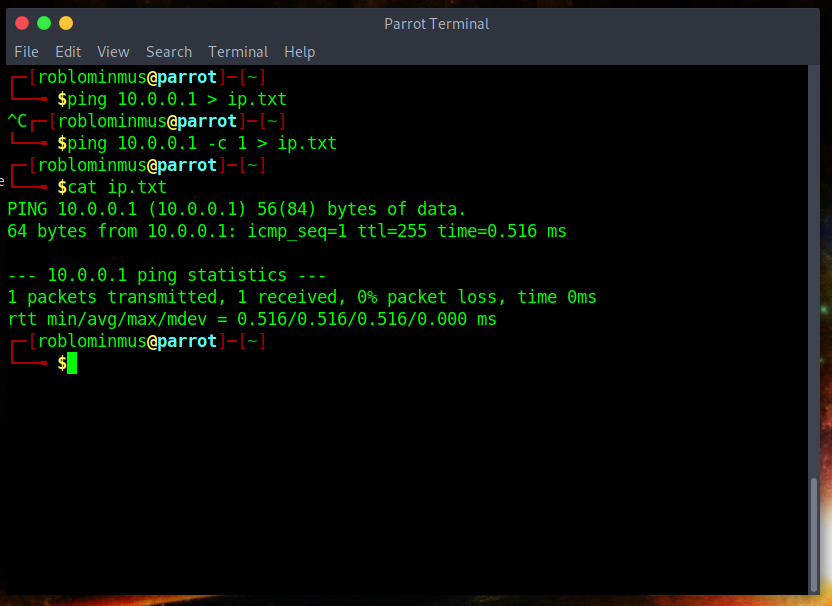 Parrot Terminal
File Edit View Search Terminal Help
┌─[roblominmus@parrot]─[~]
└──╼ $ping 10.0.0.1 > ip.txt
^C┌─[roblominmus@parrot]─[~]
└──╼ $ping 10.0.0.1 -c 1 > ip.txt
┌─[roblominmus@parrot]─[~]
└──╼ $cat ip.txt
PING 10.0.0.1 (10.0.0.1) 56(84) bytes of data.
64 bytes from 10.0.0.1: icmp_seq=1 ttl=255 time=0.516 ms
--- 10.0.0.1 ping statistics ---
1 packets transmitted, 1 received, 0% packet loss, time 0ms
rtt min/avg/max/mdev = 0.516/0.516/0.516/0.000 ms
┌─[roblominmus@parrot]─[~]
└──╼ $